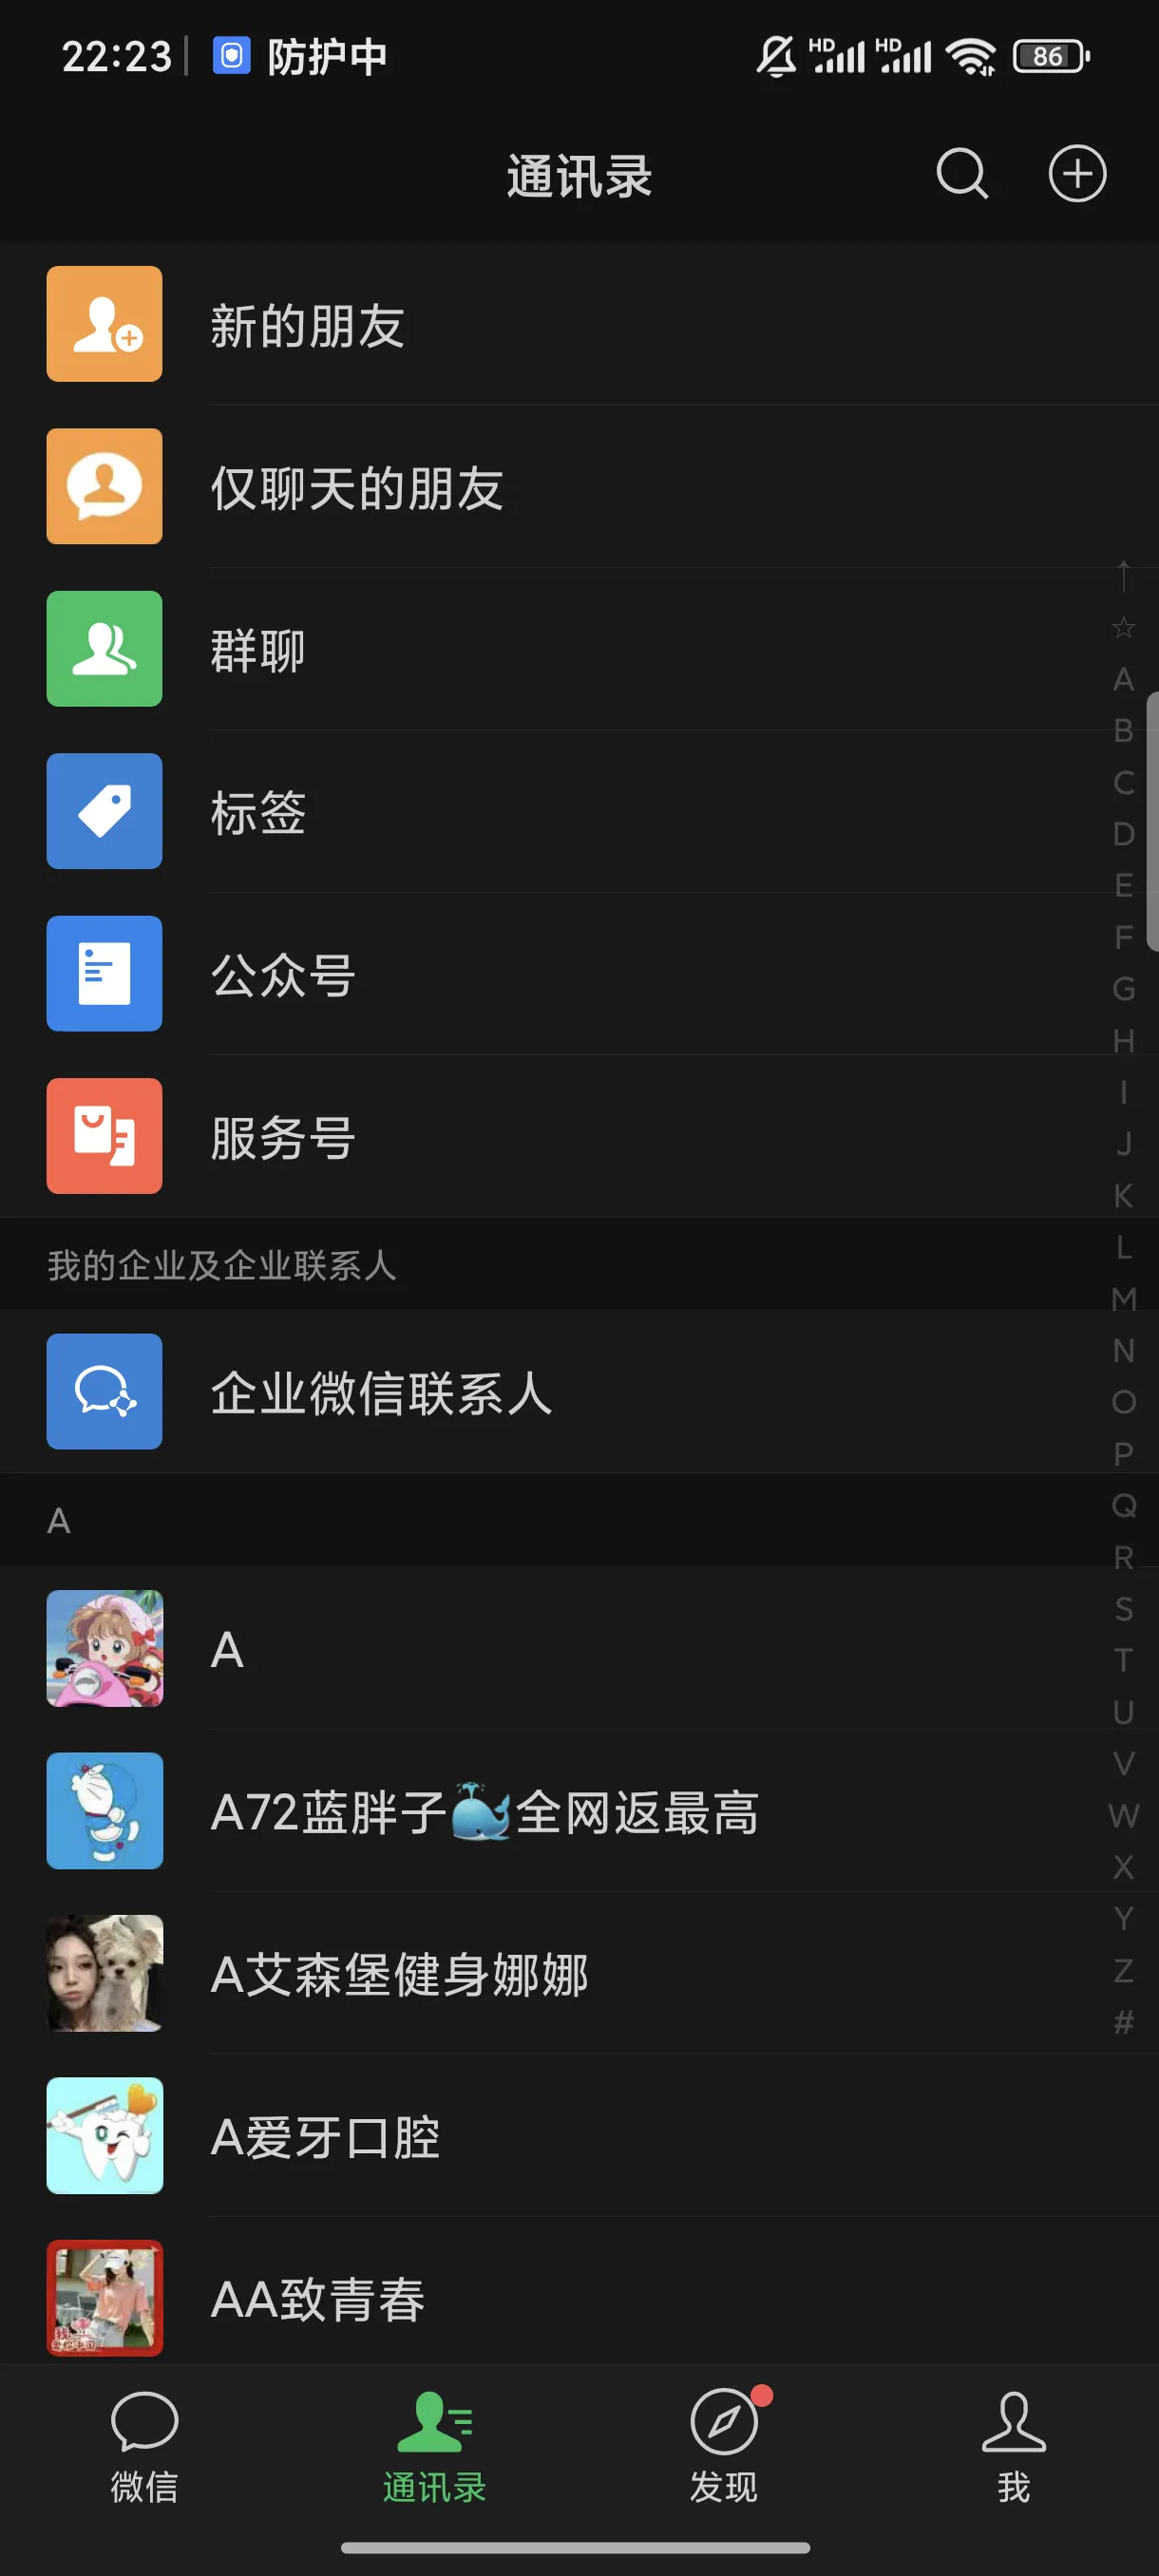 22:23 防护中 HD HD 86
通讯录
新的朋友
仅聊天的朋友
群聊
标签
公众号
服务号
我的企业及企业联系人
企业微信联系人
A
A
A72蓝胖子🐳全网返最高
A艾森堡健身娜娜
A爱牙口腔
AA致青春
↑
☆
A
B
C
D
E
F
G
H
I
J
K
L
M
N
O
P
Q
R
S
T
U
V
W
X
Y
Z
#
微信 通讯录 发现 我